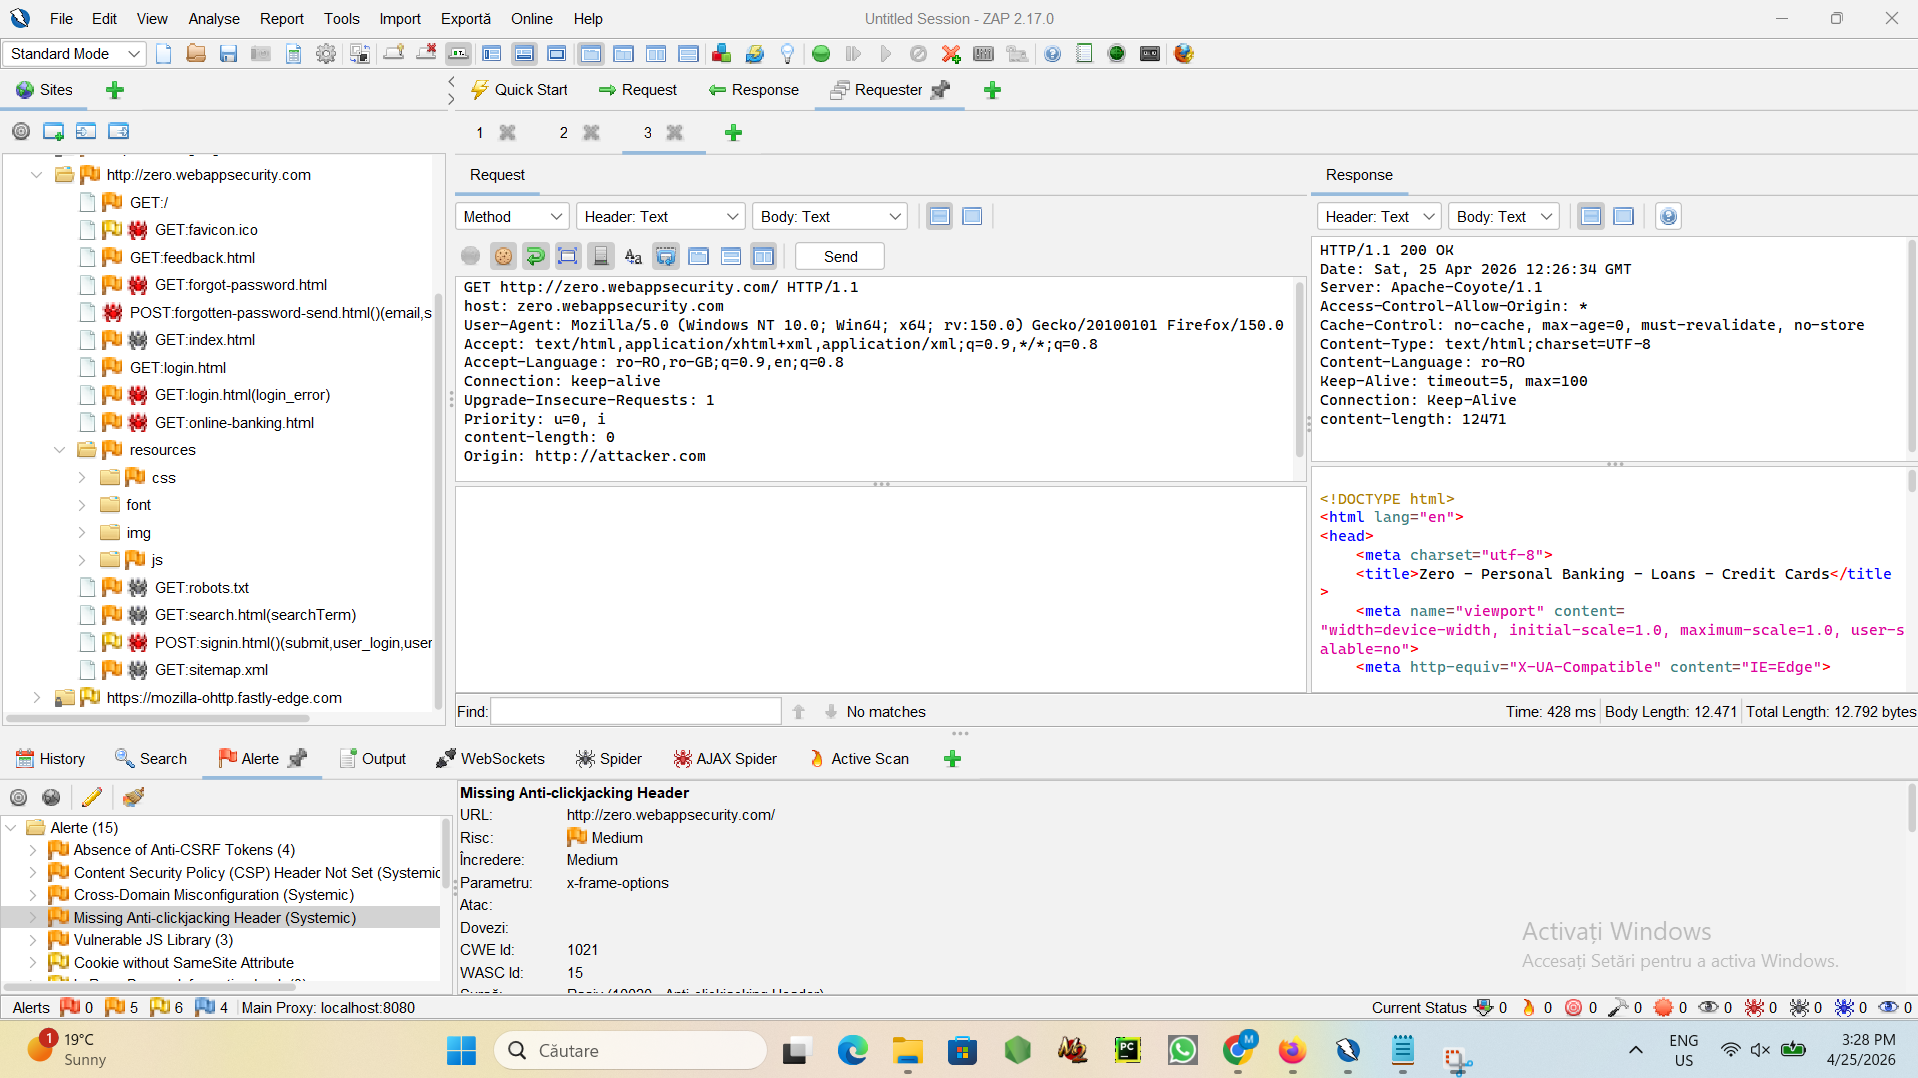 File Edit View Analyse Report Tools Import Exportă Online Help
Untitled Session - ZAP 2.17.0
Standard Mode
Sites
Quick Start Request Response Requester
1 2 3
http://zero.webappsecurity.com
GET:/
GET:favicon.ico
GET:feedback.html
GET:forgot-password.html
POST:forgotten-password-send.html()(email,s
GET:index.html
GET:login.html
GET:login.html(login_error)
GET:online-banking.html
resources
css
font
img
js
GET:robots.txt
GET:search.html(searchTerm)
POST:signin.html()(submit,user_login,user
GET:sitemap.xml
https://mozilla-ohttp.fastly-edge.com
Request
Method Header: Text Body: Text
Send
GET http://zero.webappsecurity.com/ HTTP/1.1
host: zero.webappsecurity.com
User-Agent: Mozilla/5.0 (Windows NT 10.0; Win64; x64; rv:150.0) Gecko/20100101 Firefox/150.0
Accept: text/html,application/xhtml+xml,application/xml;q=0.9,*/*;q=0.8
Accept-Language: ro-RO,ro-GB;q=0.9,en;q=0.8
Connection: keep-alive
Upgrade-Insecure-Requests: 1
Priority: u=0, i
content-length: 0
Origin: http://attacker.com
Response
Header: Text Body: Text
HTTP/1.1 200 OK
Date: Sat, 25 Apr 2026 12:26:34 GMT
Server: Apache-Coyote/1.1
Access-Control-Allow-Origin: *
Cache-Control: no-cache, max-age=0, must-revalidate, no-store
Content-Type: text/html;charset=UTF-8
Content-Language: ro-RO
Keep-Alive: timeout=5, max=100
Connection: Keep-Alive
content-length: 12471
<!DOCTYPE html>
<html lang="en">
<head>
<meta charset="utf-8">
<title>Zero - Personal Banking - Loans - Credit Cards</title
>
<meta name="viewport" content=
"width=device-width, initial-scale=1.0, maximum-scale=1.0, user-s
alable=no">
<meta http-equiv="X-UA-Compatible" content="IE=Edge">
Find: No matches
Time: 428 ms Body Length: 12.471 Total Length: 12.792 bytes
History Search Alerte Output WebSockets Spider AJAX Spider Active Scan
Alerte (15)
Absence of Anti-CSRF Tokens (4)
Content Security Policy (CSP) Header Not Set (Systemic
Cross-Domain Misconfiguration (Systemic)
Missing Anti-clickjacking Header (Systemic)
Vulnerable JS Library (3)
Cookie without SameSite Attribute
Missing Anti-clickjacking Header
URL: http://zero.webappsecurity.com/
Risc: Medium
Încredere: Medium
Parametru: x-frame-options
Atac:
Dovezi:
CWE Id: 1021
WASC Id: 15
Activați Windows
Accesați Setări pentru a activa Windows.
Alerts 0 5 6 4 Main Proxy: localhost:8080
Current Status 0 0 0 0 0 0 0 0 0 0
1 19°C
Sunny
Căutare
PC
M
ENG
US
3:28 PM
4/25/2026